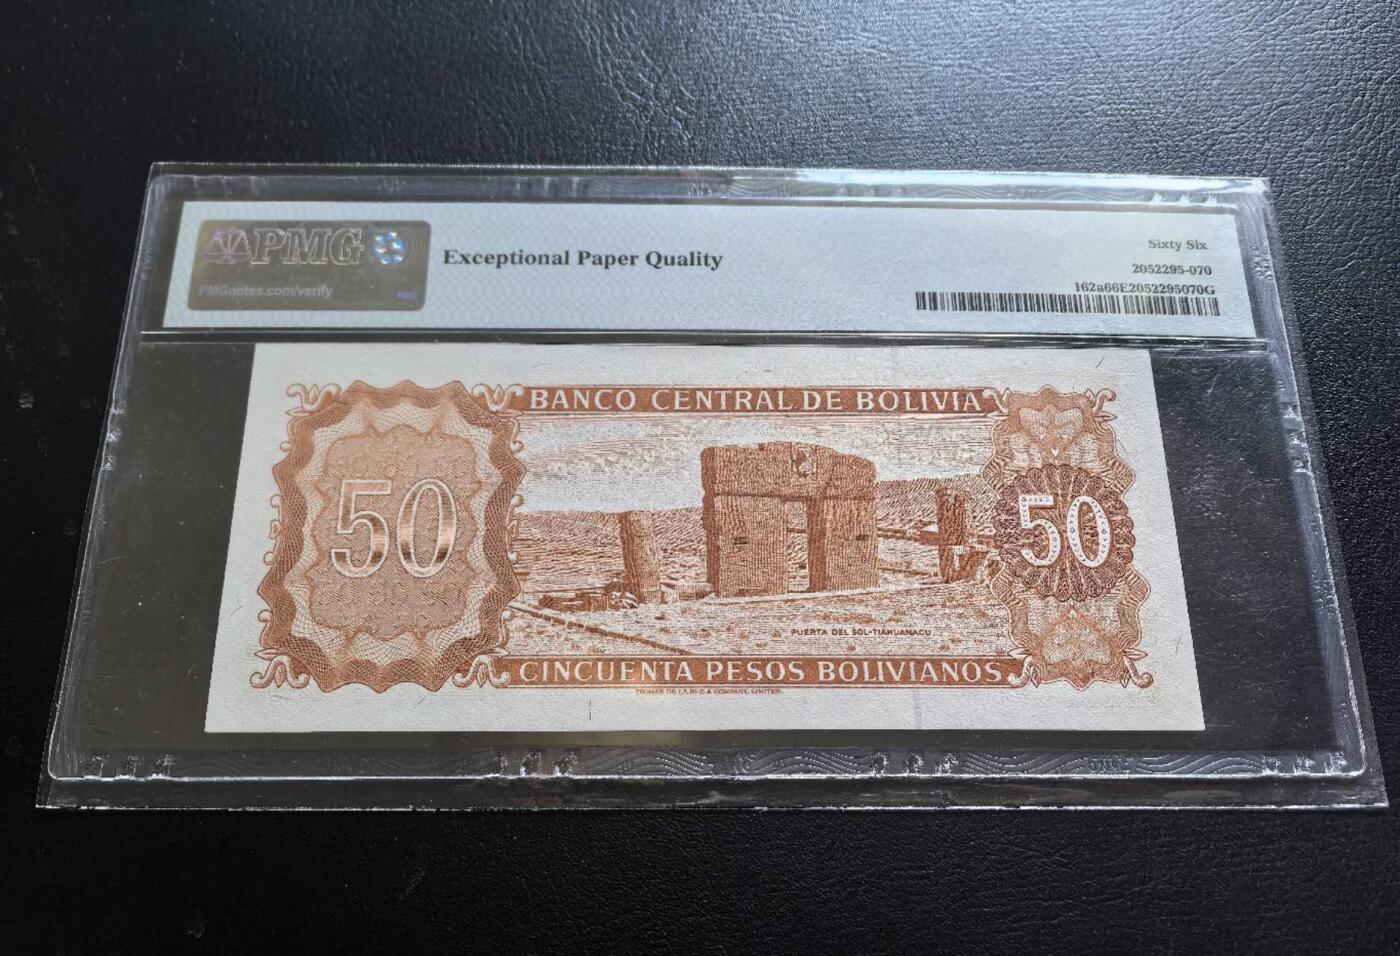 PMG
PMGnotes.com/verify
PMG
Exceptional Paper Quality
Sixty Six
2052295-070
162a66E2052295070G
BANCO CENTRAL DE BOLIVIA
50
50
PUERTA DEL SOL-TIAHUANACU
CINCUENTA PESOS BOLIVIANOS
THOMAS DE LA RUE & COMPANY, LIMITED.